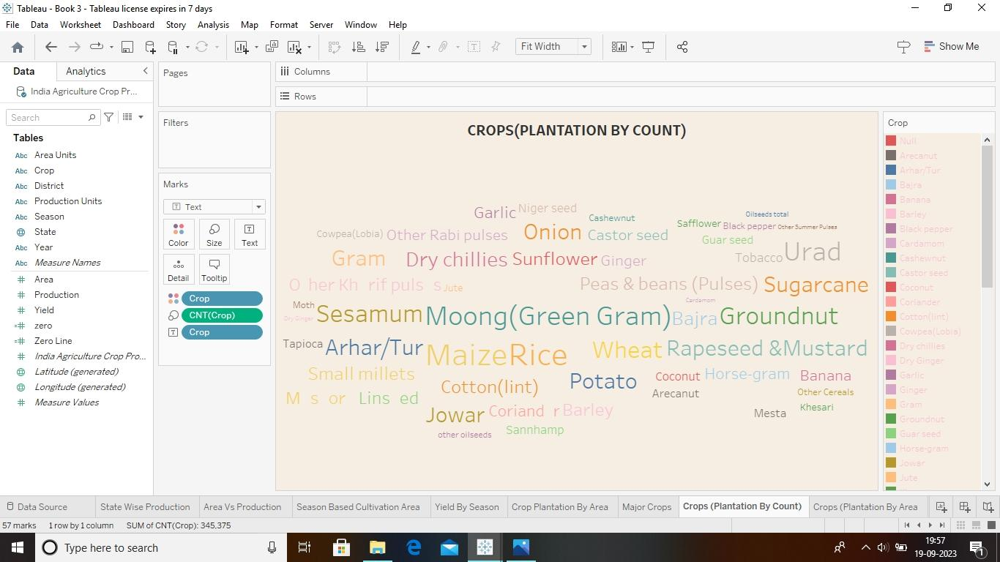 Tableau - Book 3 - Tableau license expires in 7 days
File Data Worksheet Dashboard Story Analysis Map Format Server Window Help
Fit Width
Show Me
Data Analytics
India Agriculture Crop Pr...
Search
Tables
Abc Area Units
Abc Crop
Abc District
Abc Production Units
Abc Season
State
Abc Year
Abc Measure Names
Area
Production
Yield
zero
Zero Line
India Agriculture Crop Pro...
Latitude (generated)
Longitude (generated)
Measure Values
Pages
Filters
Marks
Text
Color Size Text
Detail Tooltip
Crop
CNT(Crop)
Crop
Columns
Rows
CROPS(PLANTATION BY COUNT)
Garlic Niger seed Cashewnut Oilseeds total
Safflower Black pepper Other Summer Pulses
Cowpea(Lobia) Other Rabi pulses Onion Castor seed Guar seed
Gram Dry chillies Sunflower Ginger Tobacco Urad
O her Kh rif puls s Jute Peas & beans (Pulses) Sugarcane
Moth Cardamom
Dry Ginger Sesamum Moong(Green Gram) Bajra Groundnut
Tapioca Arhar/Tur Maize Rice Wheat Rapeseed &Mustard
Small millets Cotton(lint) Potato Coconut Horse-gram Banana
M s or Lins ed Arecanut Other Cereals
Jowar Coriand r Barley Mesta Khesari
other oilseeds Sannhamp
Crop
Null
Arecanut
Arhar/Tur
Bajra
Banana
Barley
Black pepper
Cardamom
Cashewnut
Castor seed
Coconut
Coriander
Cotton(lint)
Cowpea(Lobia)
Dry chillies
Dry Ginger
Garlic
Ginger
Gram
Groundnut
Guar seed
Horse-gram
Jowar
Jute
Data Source State Wise Production Area Vs Production Season Based Cultivation Area Yield By Season Crop Plantation By Area Major Crops Crops (Plantation By Count) Crops (Plantation By Area
57 marks 1 row by 1 column SUM of CNT(Crop): 345,375
Type here to search
19:57
19-09-2023
1